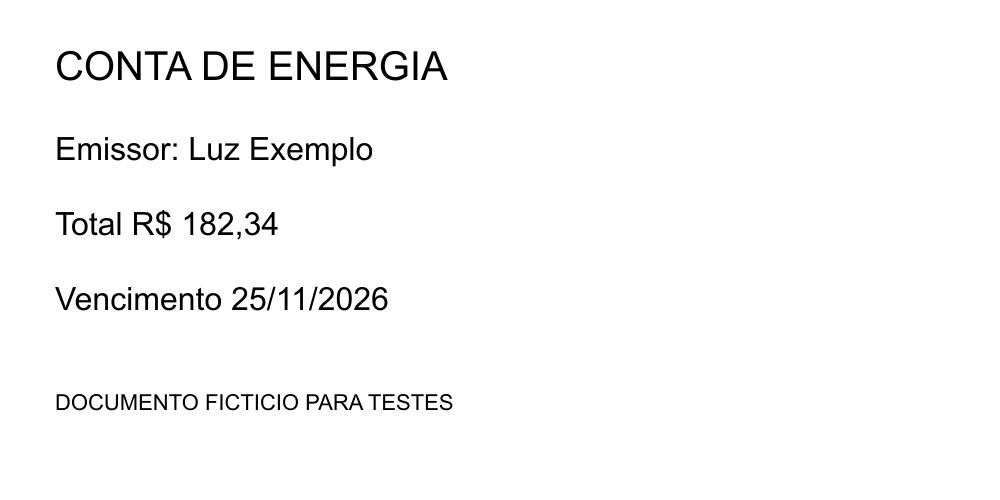 CONTA DE ENERGIA
Emissor: Luz Exemplo
Total R$ 182,34
Vencimento 25/11/2026
DOCUMENTO FICTICIO PARA TESTES